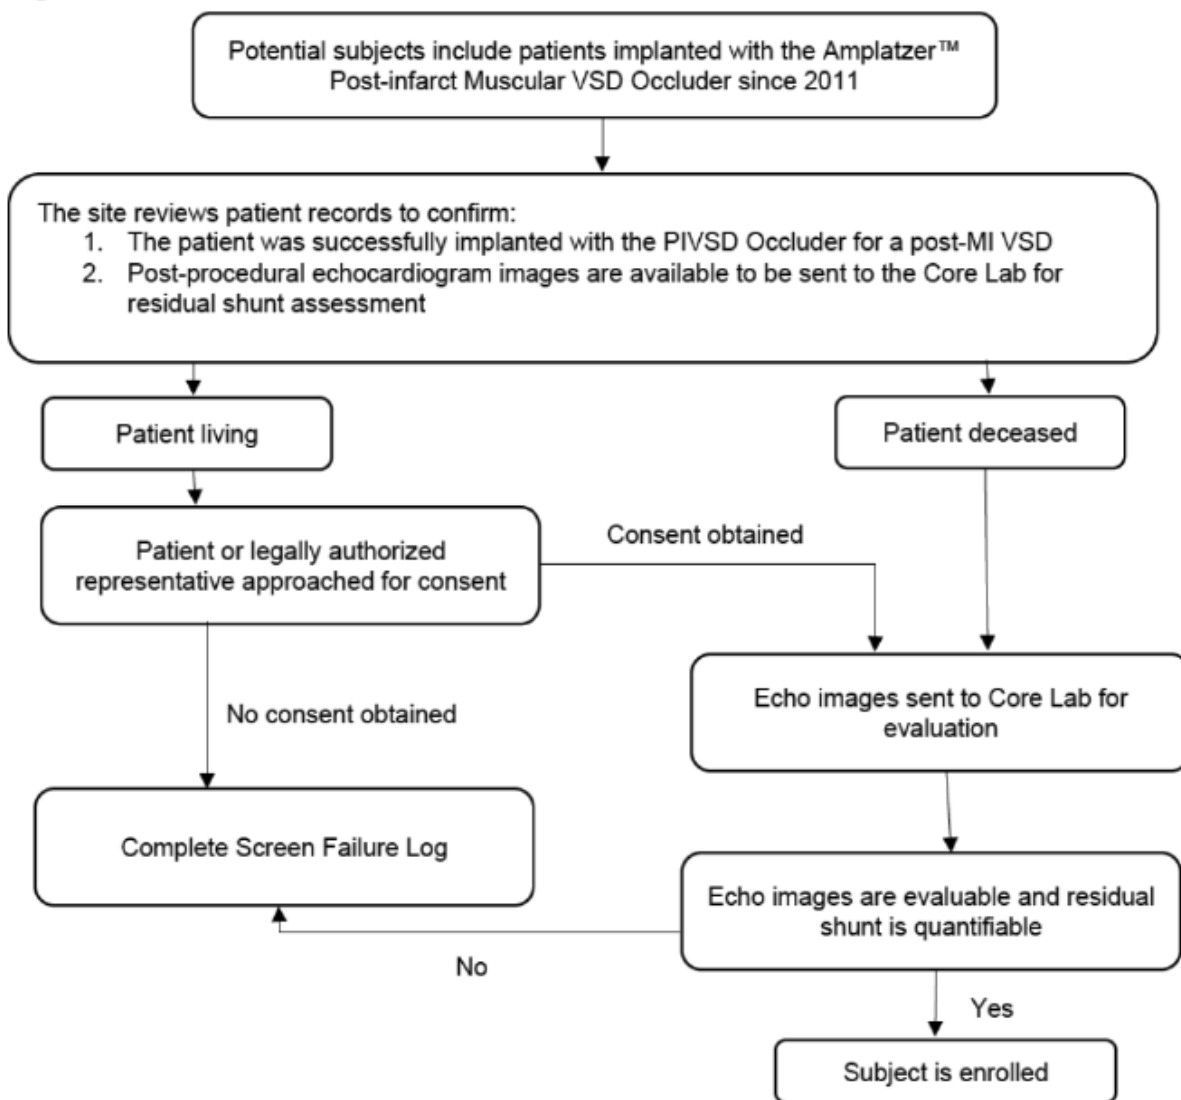 Potential subjects include patients implanted with the Amplatzer™
Post-infarct Muscular VSD Occluder since 2011
The site reviews patient records to confirm:
1. The patient was successfully implanted with the PIVSD Occluder for a post-MI VSD
2. Post-procedural echocardiogram images are available to be sent to the Core Lab for
residual shunt assessment
Patient living
Patient deceased
Patient or legally authorized
representative approached for consent
Consent obtained
No consent obtained
Echo images sent to Core Lab for
evaluation
Complete Screen Failure Log
Echo images are evaluable and residual
shunt is quantifiable
No
Yes
Subject is enrolled